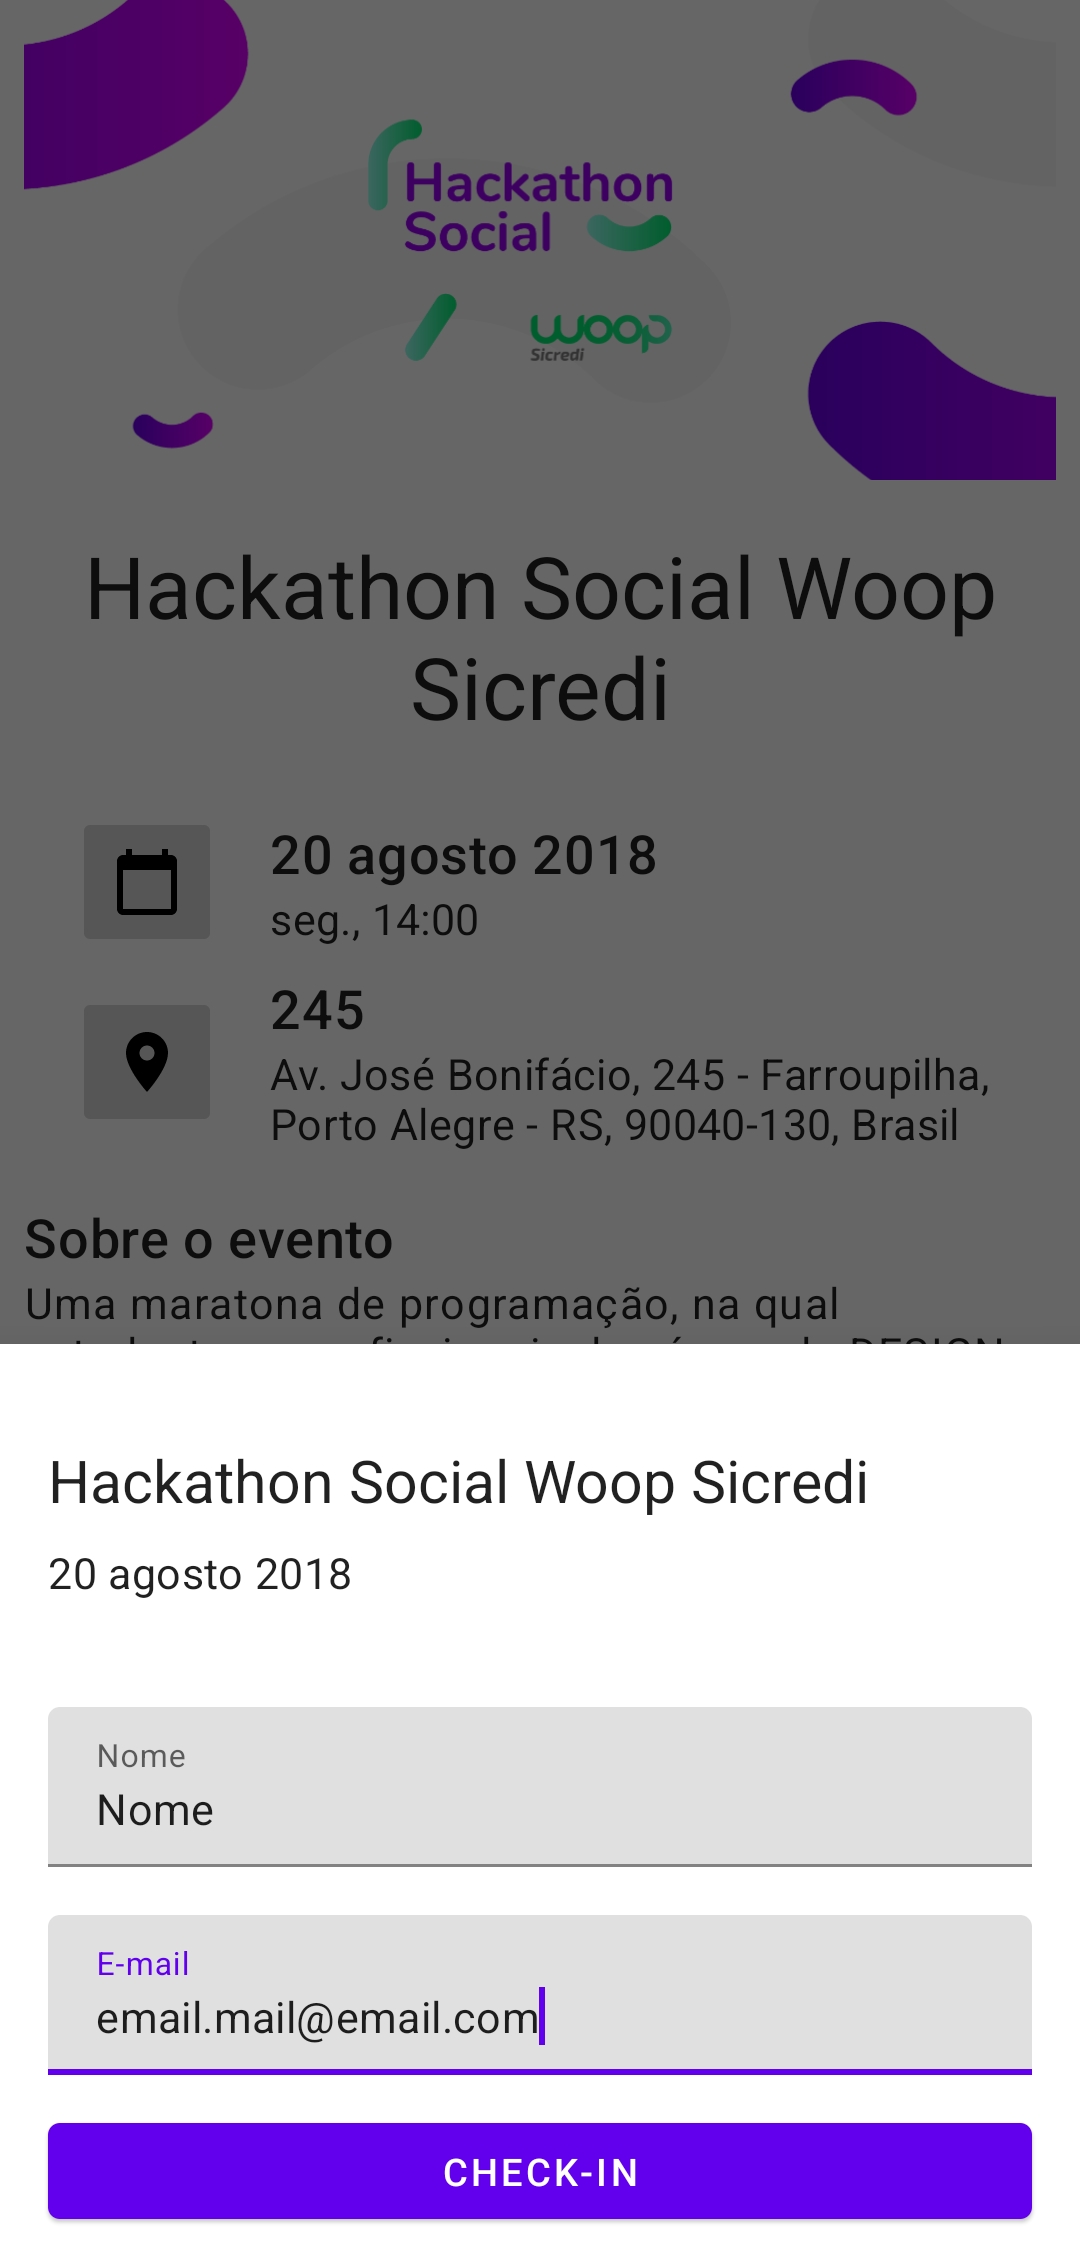 Hackathon
Social
woop
Sicredi
Hackathon Social Woop
Sicredi
20 agosto 2018
seg., 14:00
245
Av. José Bonifácio, 245 - Farroupilha,
Porto Alegre - RS, 90040-130, Brasil
Sobre o evento
Uma maratona de programação, na qual
DESIGN
Hackathon Social Woop Sicredi
20 agosto 2018
Nome
Nome
E-mail
email.mail@email.com
CHECK-IN